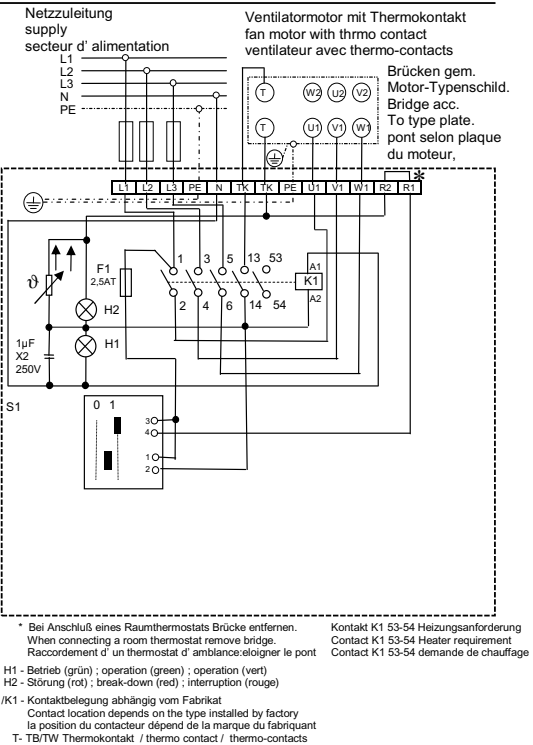 Netzzuleitung
supply
secteur d' alimentation
Ventilatormotor mit Thermokontakt
fan motor with thrmo contact
ventilateur avec thermo-contacts
L1
L2
L3
N
PE
T W2 U2 V2
T U1 V1 W1
Brücken gem.
Motor-Typenschild.
Bridge acc.
To type plate.
pont selon plaque
du moteur,
L1 L2 L3 PE N TK TK PE U1 V1 W1 R2 R1 *
F1
2,5AT
1 3 5 13 53
2 4 6 14 54
A1
K1
A2
ϑ
H2
H1
1µF
X2
250V
S1
0 1
3
4
1
2
* Bei Anschluß eines Raumthermostats Brücke entfernen.
When connecting a room thermostat remove bridge.
Raccordement d' un thermostat d' amblance:eloigner le pont
Kontakt K1 53-54 Heizungsanforderung
Contact K1 53-54 Heater requirement
Contact K1 53-54 demande de chauffage
H1 - Betrieb (grün) ; operation (green) ; operation (vert)
H2 - Störung (rot) ; break-down (red) ; interruption (rouge)
/K1 - Kontaktbelegung abhängig vom Fabrikat
Contact location depends on the type installed by factory
la position du contacteur dépend de la marque du fabriquant
T- TB/TW Thermokontakt / thermo contact / thermo-contacts